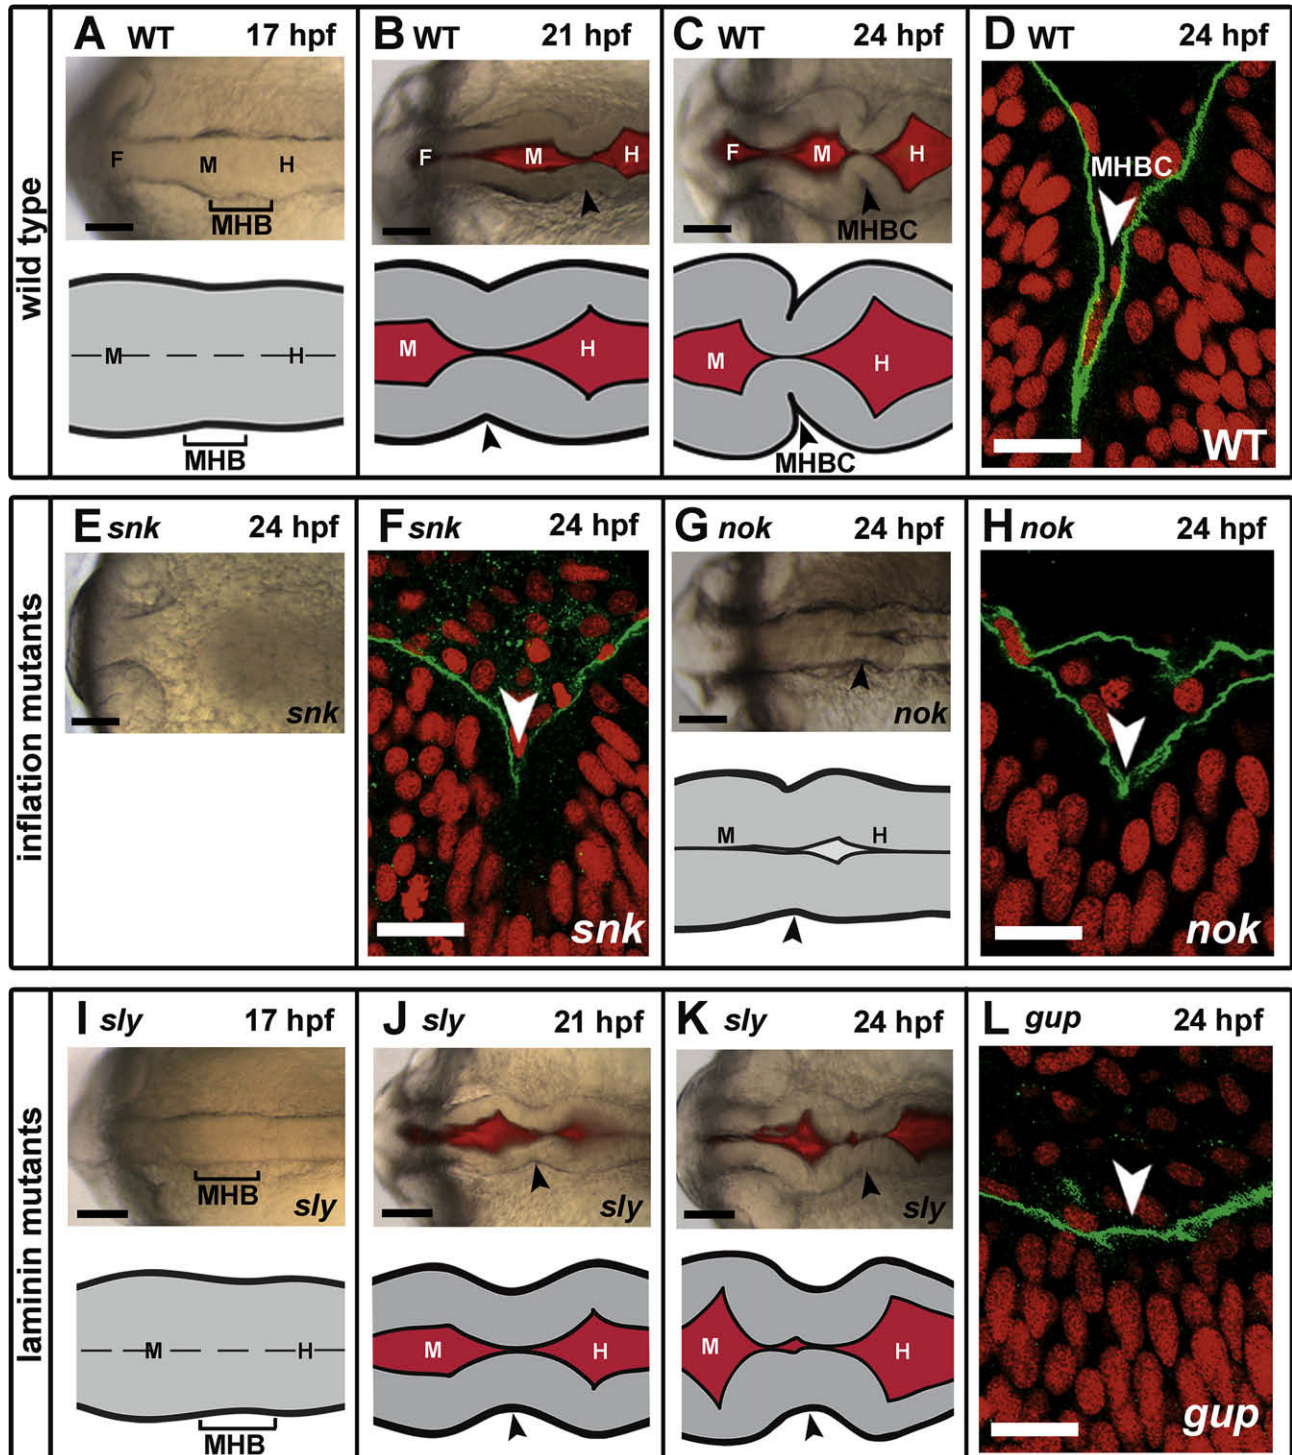 wild type
A WT 17 hpf
F M H
MHB
M H
MHB
B WT 21 hpf
F M H
M H
C WT 24 hpf
F M H
MHBC
M H
MHBC
D WT 24 hpf
MHBC
WT
inflation mutants
E snk 24 hpf
snk
F snk 24 hpf
snk
G nok 24 hpf
nok
M H
H nok 24 hpf
nok
laminin mutants
I sly 17 hpf
MHB
sly
M H
MHB
J sly 21 hpf
sly
M H
K sly 24 hpf
sly
M H
L gup 24 hpf
gup